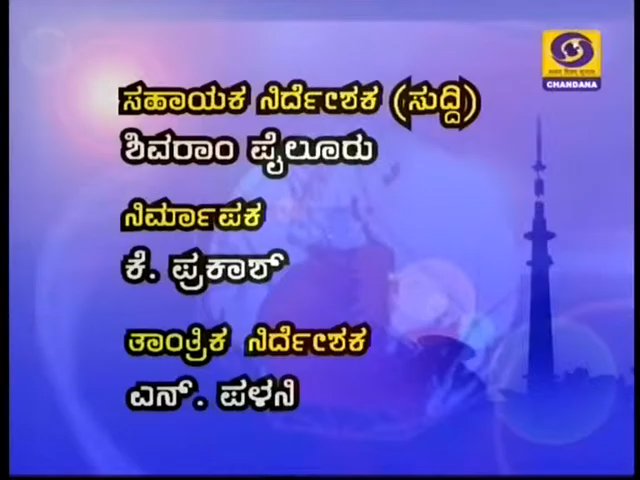 ಸಹಾಯಕ ನಿರ್ದೇಶಕ (ಸುದ್ದಿ)
ಶಿವರಾಂ ಪೈಲೂರು
ನಿರ್ಮಾಪಕ
ಕೆ. ಪ್ರಕಾಶ್
ತಾಂತ್ರಿಕ ನಿರ್ದೇಶಕ
ಎನ್. ಪಳನಿ
CHANDANA